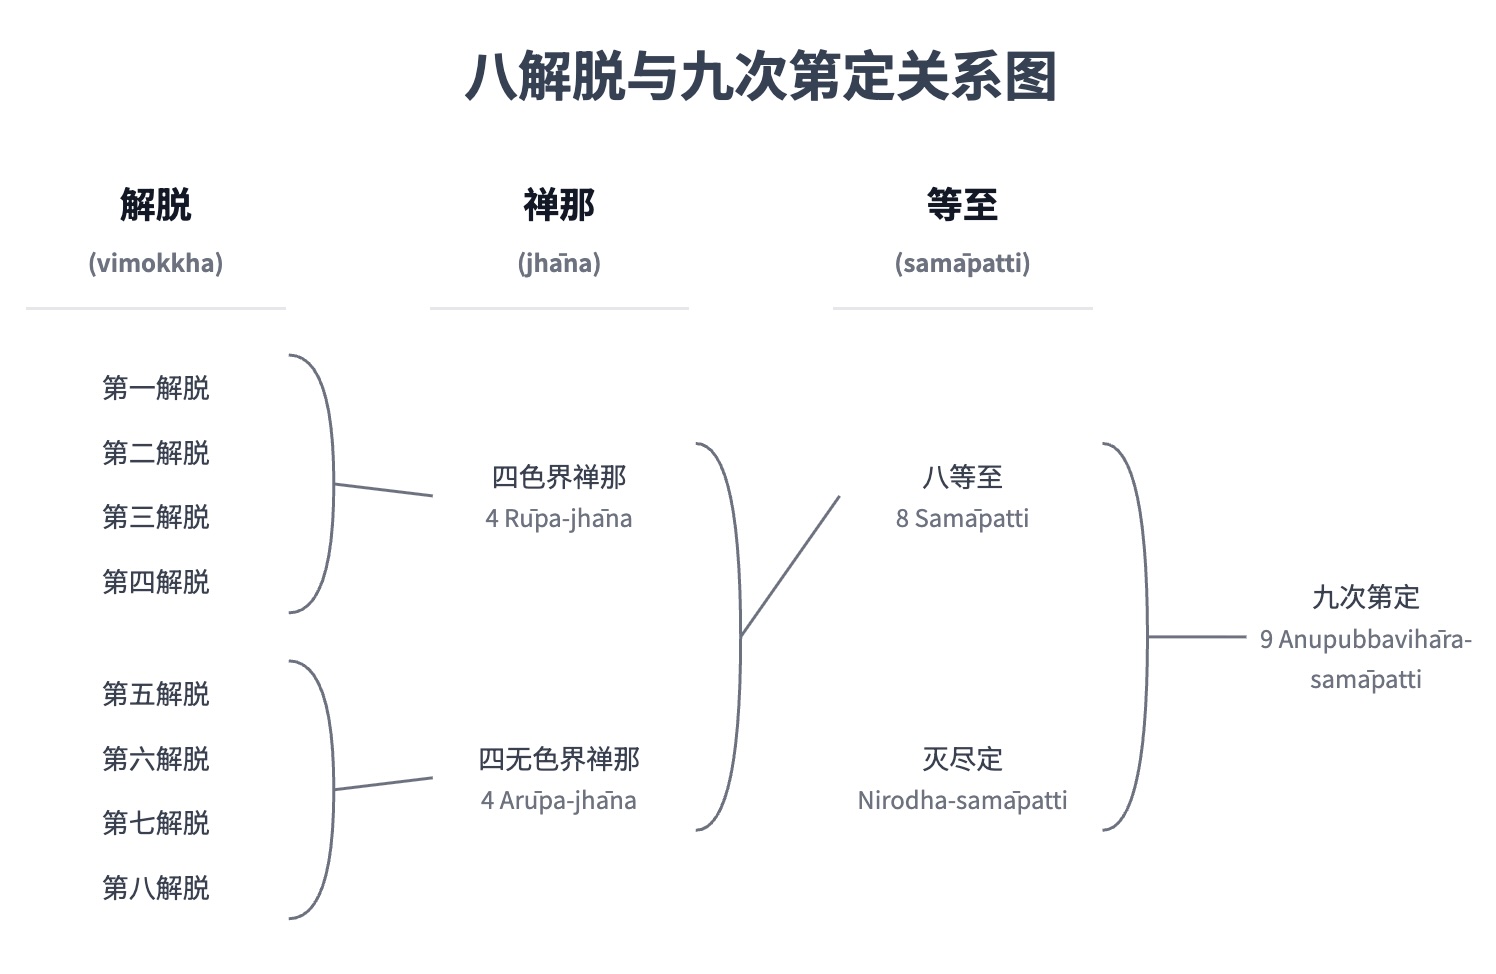 八解脱与九次第定关系图
解脱
(vimokkha)
禅那
(jhāna)
等至
(samāpatti)
第一解脱
第二解脱
第三解脱
第四解脱
第五解脱
第六解脱
第七解脱
第八解脱
四色界禅那
4 Rūpa-jhāna
四无色界禅那
4 Arūpa-jhāna
八等至
8 Samāpatti
灭尽定
Nirodha-samāpatti
九次第定
9 Anupubbavihāra-
samāpatti